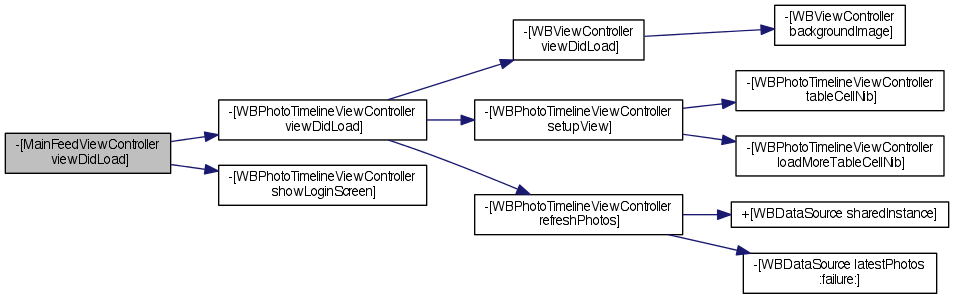 -[MainFeedViewController
viewDidLoad]
-[WBPhotoTimelineViewController
viewDidLoad]
-[WBPhotoTimelineViewController
showLoginScreen]
-[WBViewController
viewDidLoad]
-[WBPhotoTimelineViewController
setupView]
-[WBPhotoTimelineViewController
refreshPhotos]
-[WBViewController
backgroundImage]
-[WBPhotoTimelineViewController
tableCellNib]
-[WBPhotoTimelineViewController
loadMoreTableCellNib]
+[WBDataSource sharedInstance]
-[WBDataSource latestPhotos
:failure:]